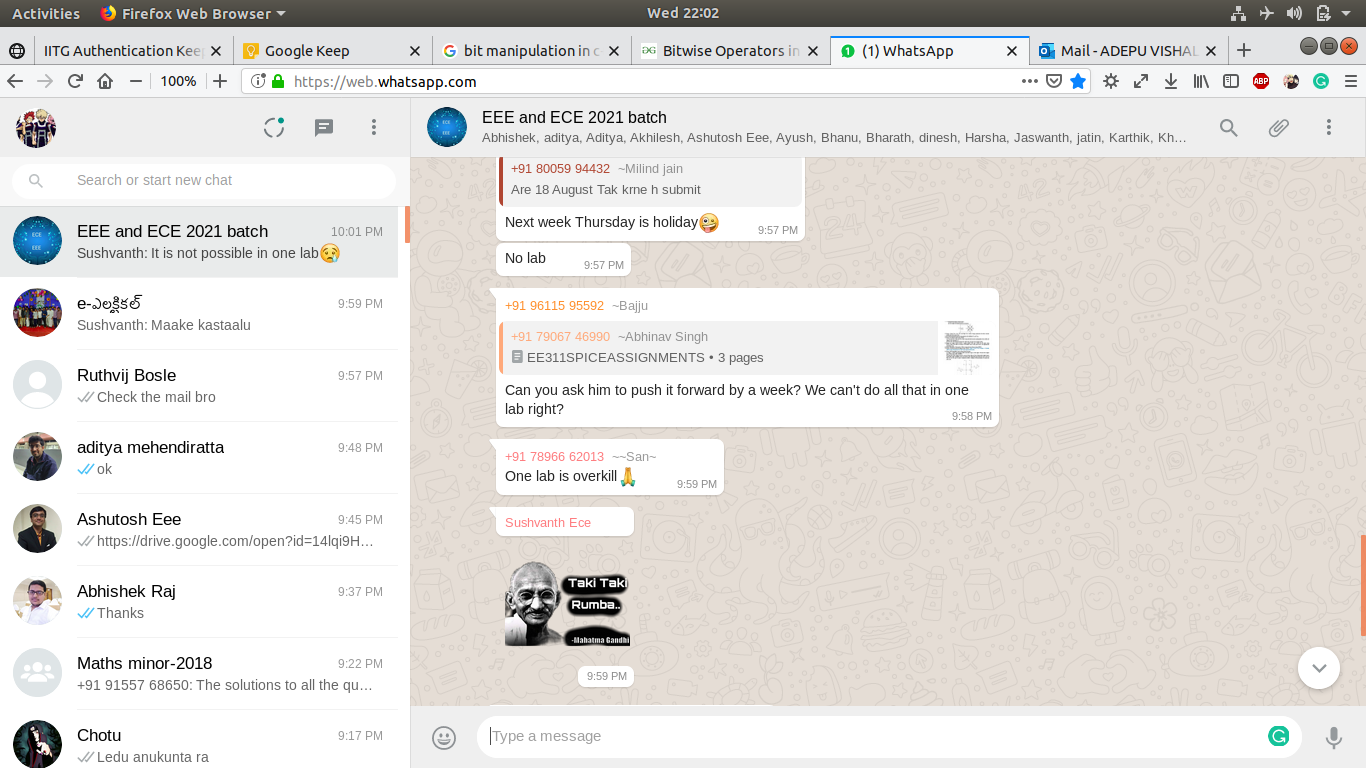 Activities Firefox Web Browser Wed 22:02
IITG Authentication Keep Google Keep bit manipulation in c Bitwise Operators in (1) WhatsApp Mail - ADEPU VISHAL
100% https://web.whatsapp.com ABP
Search or start new chat
EEE and ECE 2021 batch 10:01 PM
Sushvanth: It is not possible in one lab😢
e-ఎలక్ట్రికల్ 9:59 PM
Sushvanth: Maake kastaalu
Ruthvij Bosle 9:57 PM
Check the mail bro
aditya mehendiratta 9:48 PM
ok
Ashutosh Eee 9:45 PM
https://drive.google.com/open?id=14lqi9H…
Abhishek Raj 9:37 PM
Thanks
Maths minor-2018 9:22 PM
+91 91557 68650: The solutions to all the qu…
Chotu 9:17 PM
Ledu anukunta ra
EEE and ECE 2021 batch
Abhishek, aditya, Aditya, Akhilesh, Ashutosh Eee, Ayush, Bhanu, Bharath, dinesh, Harsha, Jaswanth, jatin, Karthik, Kh…
+91 80059 94432 ~Milind jain
Are 18 August Tak krne h submit
Next week Thursday is holiday🤪 9:57 PM
No lab 9:57 PM
+91 96115 95592 ~Bajju
+91 79067 46990 ~Abhinav Singh
EE311SPICEASSIGNMENTS • 3 pages
Can you ask him to push it forward by a week? We can't do all that in one
lab right? 9:58 PM
+91 78966 62013 ~~San~
One lab is overkill🙏 9:59 PM
Sushvanth Ece
Taki Taki
Rumba..
-Mahatma Gandhi
9:59 PM
Type a message